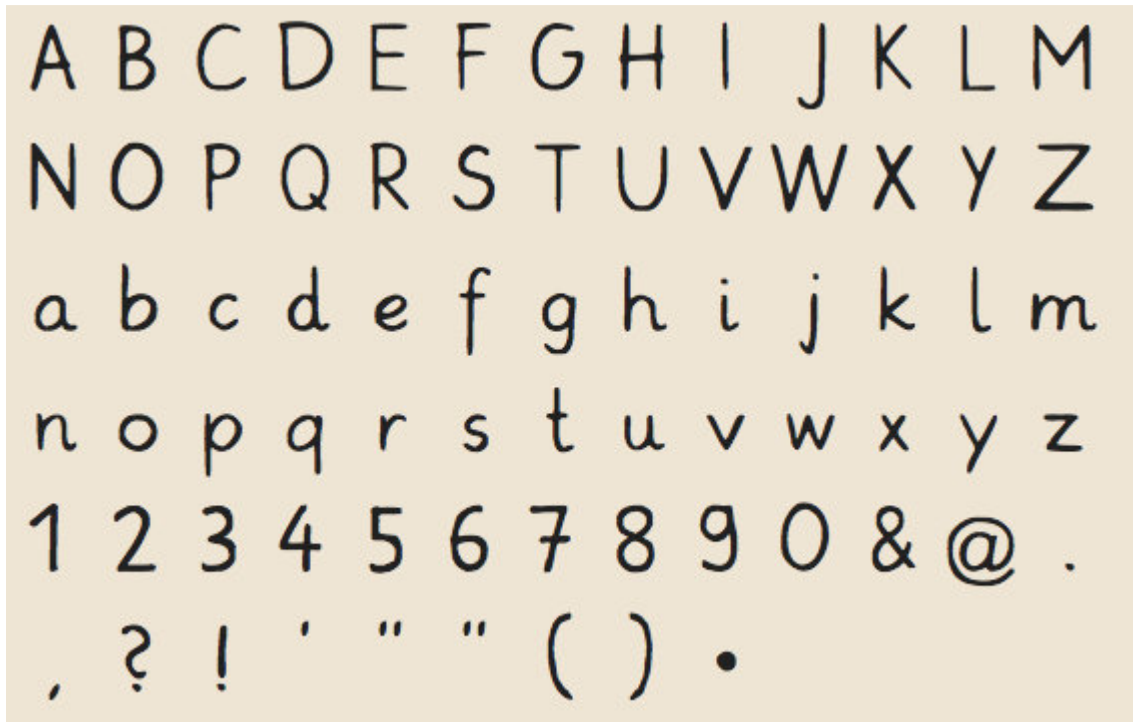 A B C D E F G H I J K L M
N O P Q R S T U V W X Y Z
a b c d e f g h i j k l m
n o p q r s t u v w x y z
1 2 3 4 5 6 7 8 9 0 & @ .
, ? ! ' " " ( ) •